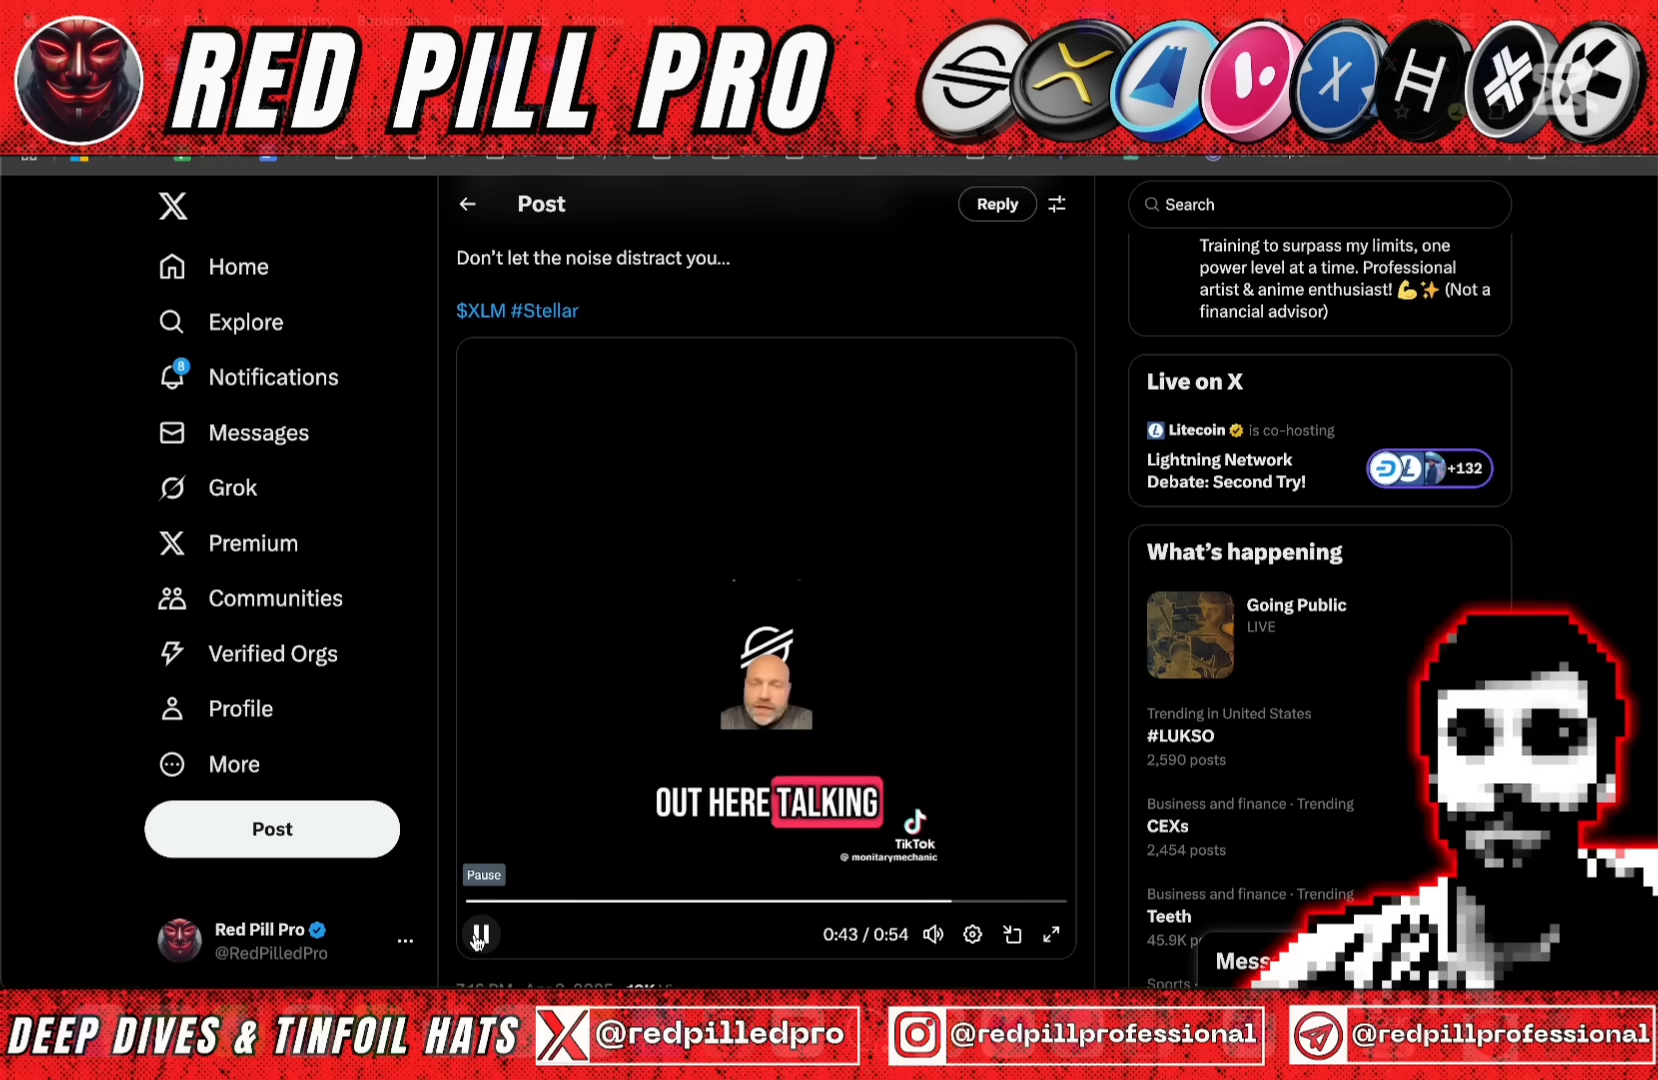 RED PILL PRO
Post
Reply
Search
Don't let the noise distract you...
$XLM #Stellar
Home
Explore
8
Notifications
Messages
Grok
Premium
Communities
Verified Orgs
Profile
More
Post
Red Pill Pro
@RedPilledPro
OUT HERE TALKING
TikTok
@ monitarymechanic
Pause
0:43 / 0:54
Training to surpass my limits, one
power level at a time. Professional
artist & anime enthusiast! 💪✨ (Not a
financial advisor)
Live on X
Litecoin is co-hosting
Lightning Network
Debate: Second Try!
+132
What's happening
Going Public
LIVE
Trending in United States
#LUKSO
2,590 posts
Business and finance · Trending
CEXs
2,454 posts
Business and finance · Trending
Teeth
45.9K
Sports
DEEP DIVES & TINFOIL HATS
@redpilledpro
@redpillprofessional
@redpillprofessional